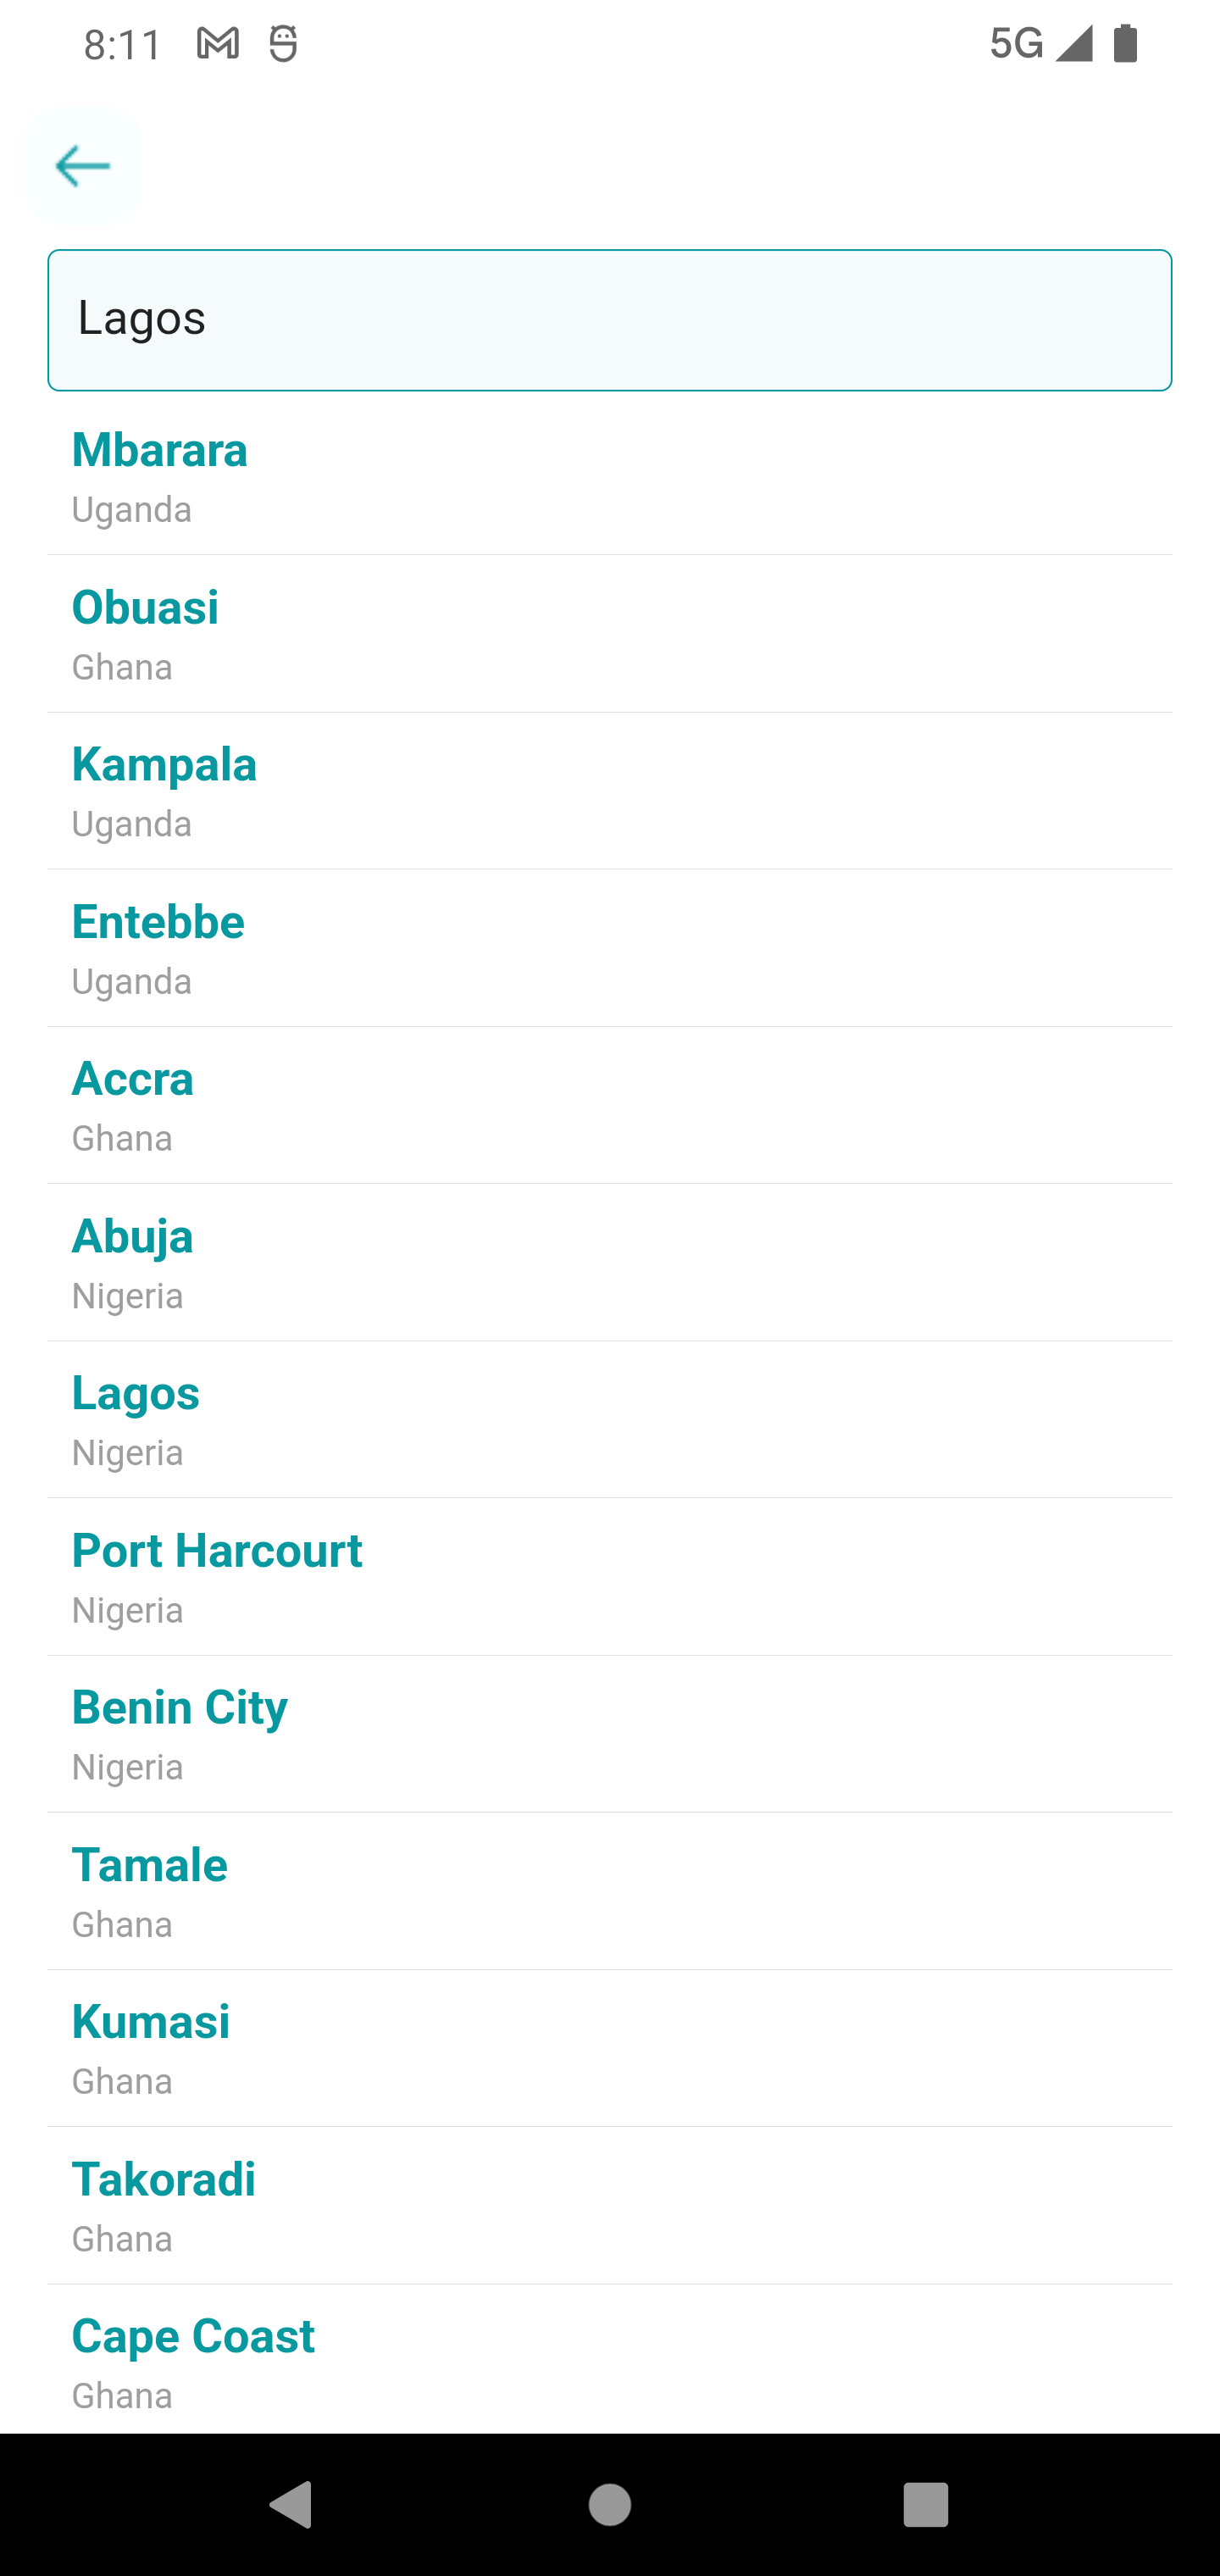 8:11
5G
Lagos
Mbarara
Uganda
Obuasi
Ghana
Kampala
Uganda
Entebbe
Uganda
Accra
Ghana
Abuja
Nigeria
Lagos
Nigeria
Port Harcourt
Nigeria
Benin City
Nigeria
Tamale
Ghana
Kumasi
Ghana
Takoradi
Ghana
Cape Coast
Ghana